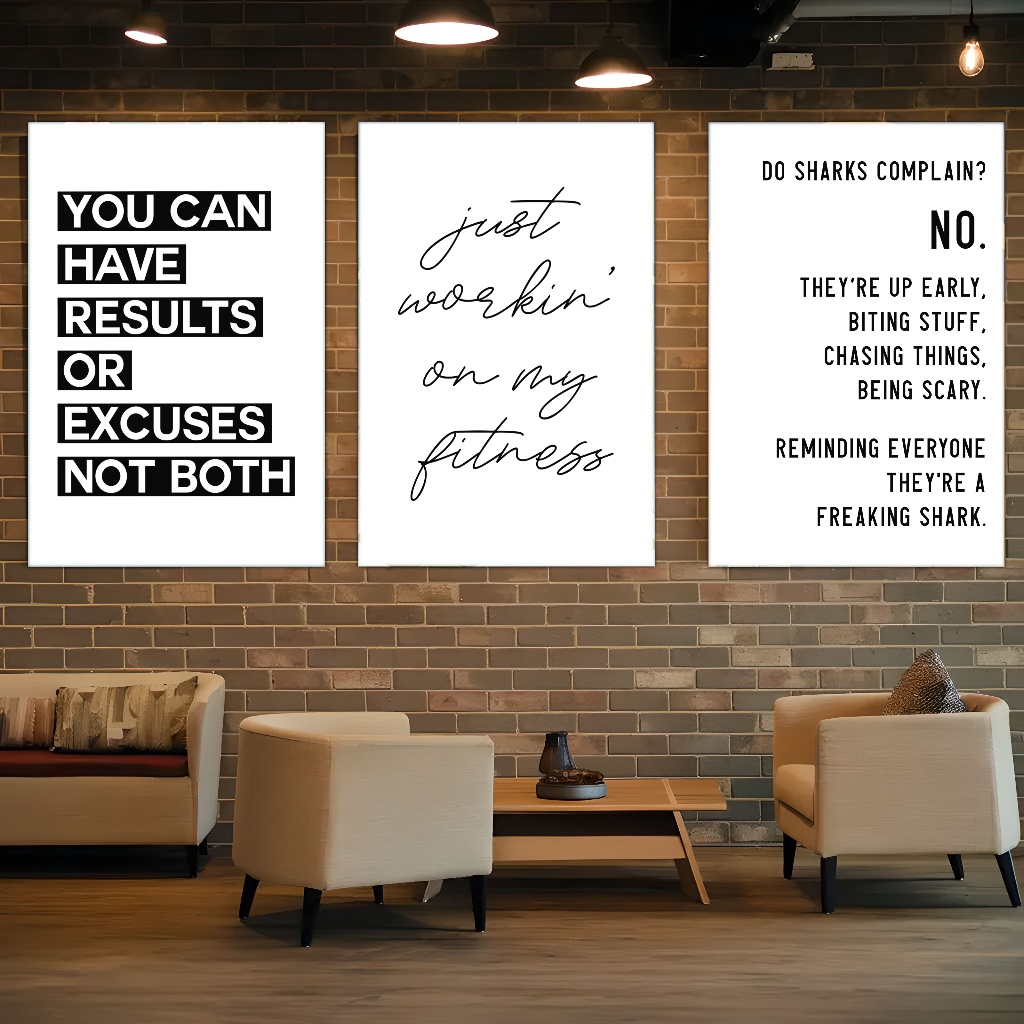 YOU CAN
HAVE
RESULTS
OR
EXCUSES
NOT BOTH
just
workin'
on my
fitness
DO SHARKS COMPLAIN?
NO.
THEY'RE UP EARLY,
BITING STUFF,
CHASING THINGS,
BEING SCARY.
REMINDING EVERYONE
THEY'RE A
FREAKING SHARK.